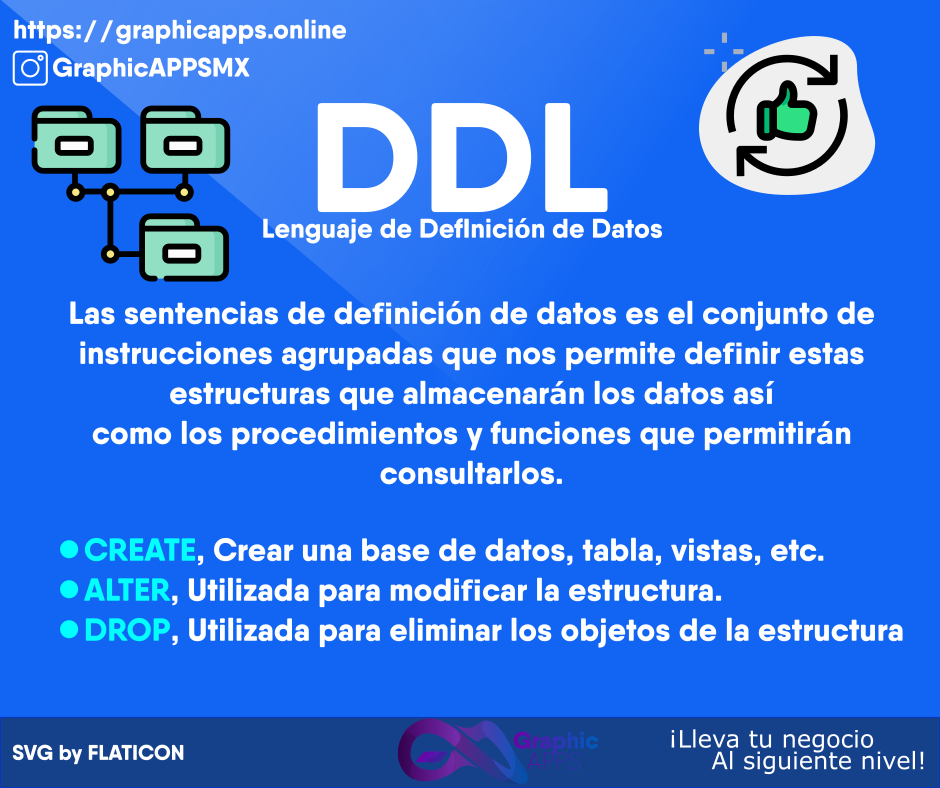 https://graphicapps.online
GraphicAPPSMX
DDL
Lenguaje de DefInición de Datos
Las sentencias de definición de datos es el conjunto de
instrucciones agrupadas que nos permite definir estas
estructuras que almacenarán los datos así
como los procedimientos y funciones que permitirán
consultarlos.
CREATE, Crear una base de datos, tabla, vistas, etc.
ALTER, Utilizada para modificar la estructura.
DROP, Utilizada para eliminar los objetos de la estructura
SVG by FLATICON
Graphic
APPS
¡Lleva tu negocio
Al siguiente nivel!